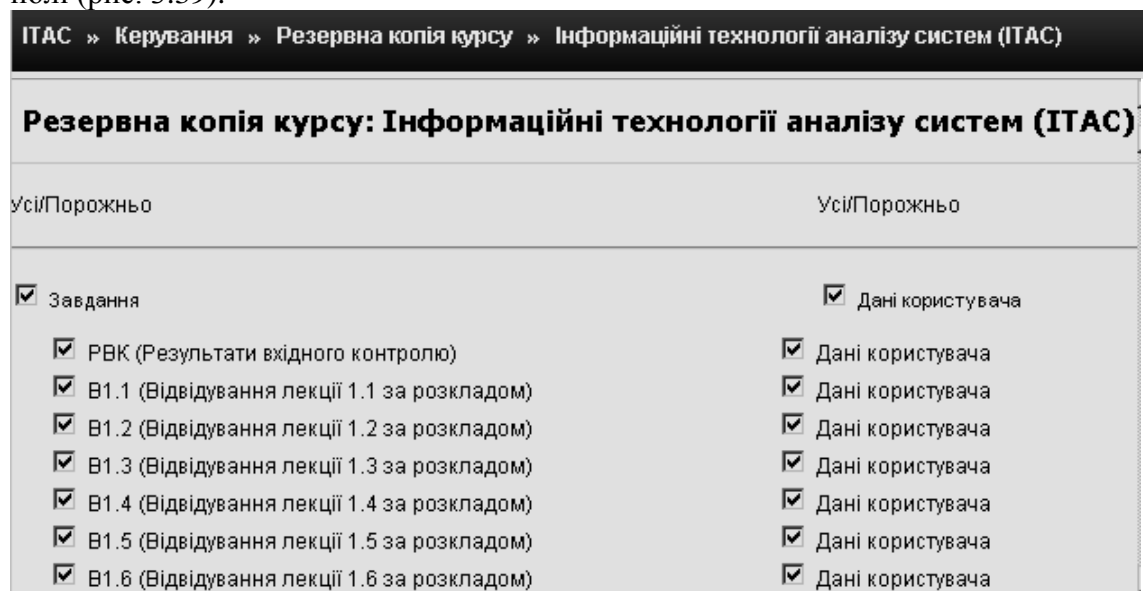 полі (рис. 3.39).
ІТАС » Керування » Резервна копія курсу » Інформаційні технології аналізу систем (ІТАС)
Резервна копія курсу: Інформаційні технології аналізу систем (ІТАС)
Усі/Порожньо Усі/Порожньо
Завдання Дані користувача
РВК (Результати вхідного контролю) Дані користувача
В1.1 (Відвідування лекції 1.1 за розкладом) Дані користувача
В1.2 (Відвідування лекції 1.2 за розкладом) Дані користувача
В1.3 (Відвідування лекції 1.3 за розкладом) Дані користувача
В1.4 (Відвідування лекції 1.4 за розкладом) Дані користувача
В1.5 (Відвідування лекції 1.5 за розкладом) Дані користувача
В1.6 (Відвідування лекції 1.6 за розкладом) Дані користувача